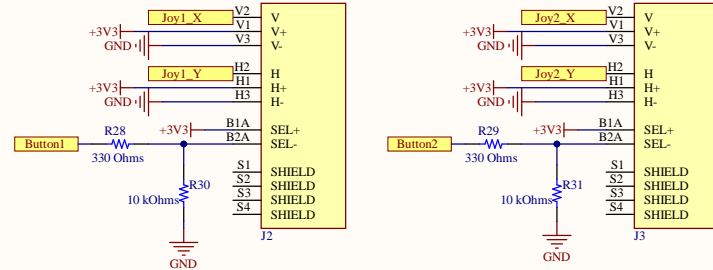 Joy1_X V2 V
+3V3 V1 V+
GND V3 V-
Joy1_Y H2 H
+3V3 H1 H+
GND H3 H-
+3V3 B1A SEL+
Button1 R28 B2A SEL-
330 Ohms
S1 SHIELD
R30 S2 SHIELD
10 kOhms S3 SHIELD
S4 SHIELD
J2
GND
Joy2_X V2 V
+3V3 V1 V+
GND V3 V-
Joy2_Y H2 H
+3V3 H1 H+
GND H3 H-
+3V3 B1A SEL+
Button2 R29 B2A SEL-
330 Ohms
S1 SHIELD
R31 S2 SHIELD
10 kOhms S3 SHIELD
S4 SHIELD
J3
GND